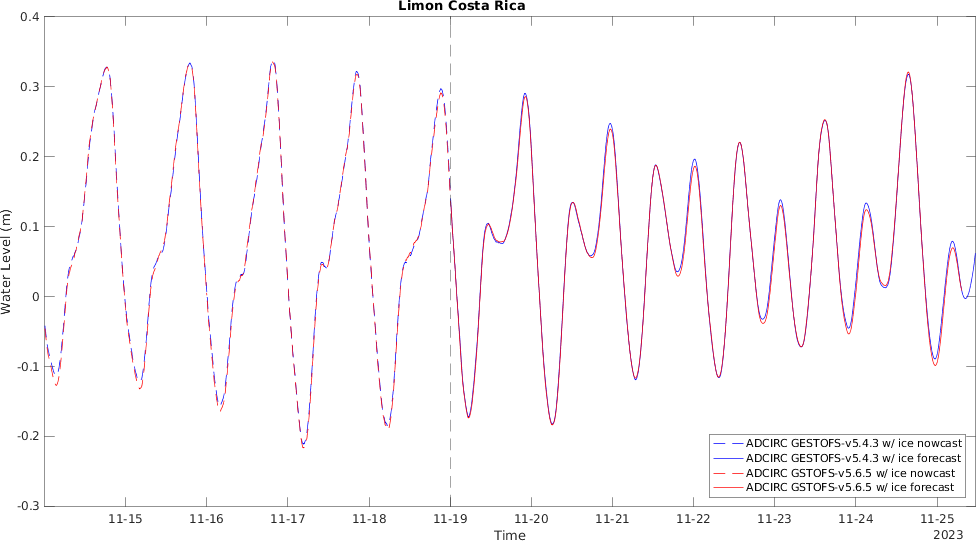 Limon Costa Rica
0.4
0.3
0.2
0.1
0
-0.1
-0.2
-0.3
Water Level (m)
ADCIRC GESTOFS-v5.4.3 w/ ice nowcast
ADCIRC GESTOFS-v5.4.3 w/ ice forecast
ADCIRC GSTOFS-v5.6.5 w/ ice nowcast
ADCIRC GSTOFS-v5.6.5 w/ ice forecast
11-15 11-16 11-17 11-18 11-19 11-20 11-21 11-22 11-23 11-24 11-25
Time 2023